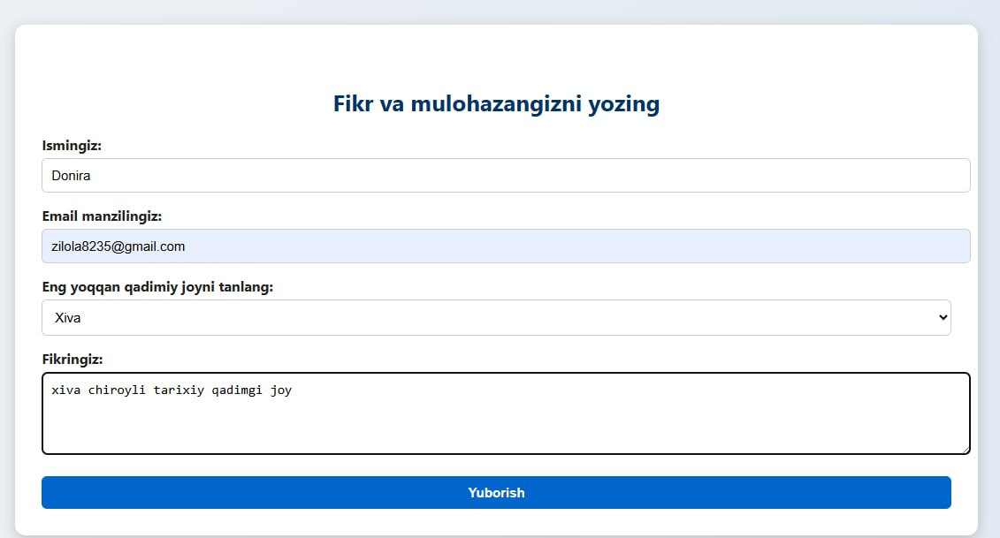 Fikr va mulohazangizni yozing
Ismingiz:
Donira
Email manzilingiz:
zilola8235@gmail.com
Eng yoqqan qadimiy joyni tanlang:
Xiva
Fikringiz:
xiva chiroyli tarixiy qadimgi joy
Yuborish